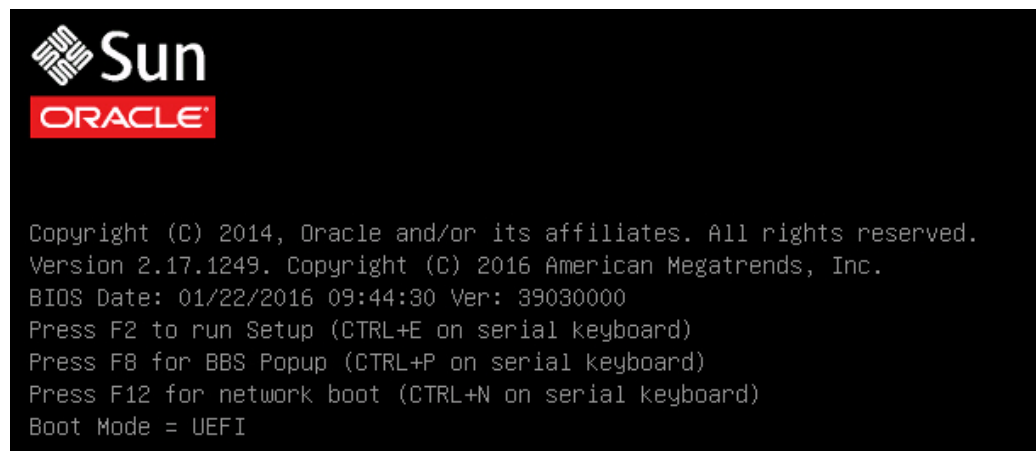 Sun
ORACLE®
Copyright (C) 2014, Oracle and/or its affiliates. All rights reserved.
Version 2.17.1249. Copyright (C) 2016 American Megatrends, Inc.
BIOS Date: 01/22/2016 09:44:30 Ver: 39030000
Press F2 to run Setup (CTRL+E on serial keyboard)
Press F8 for BBS Popup (CTRL+P on serial keyboard)
Press F12 for network boot (CTRL+N on serial keyboard)
Boot Mode = UEFI